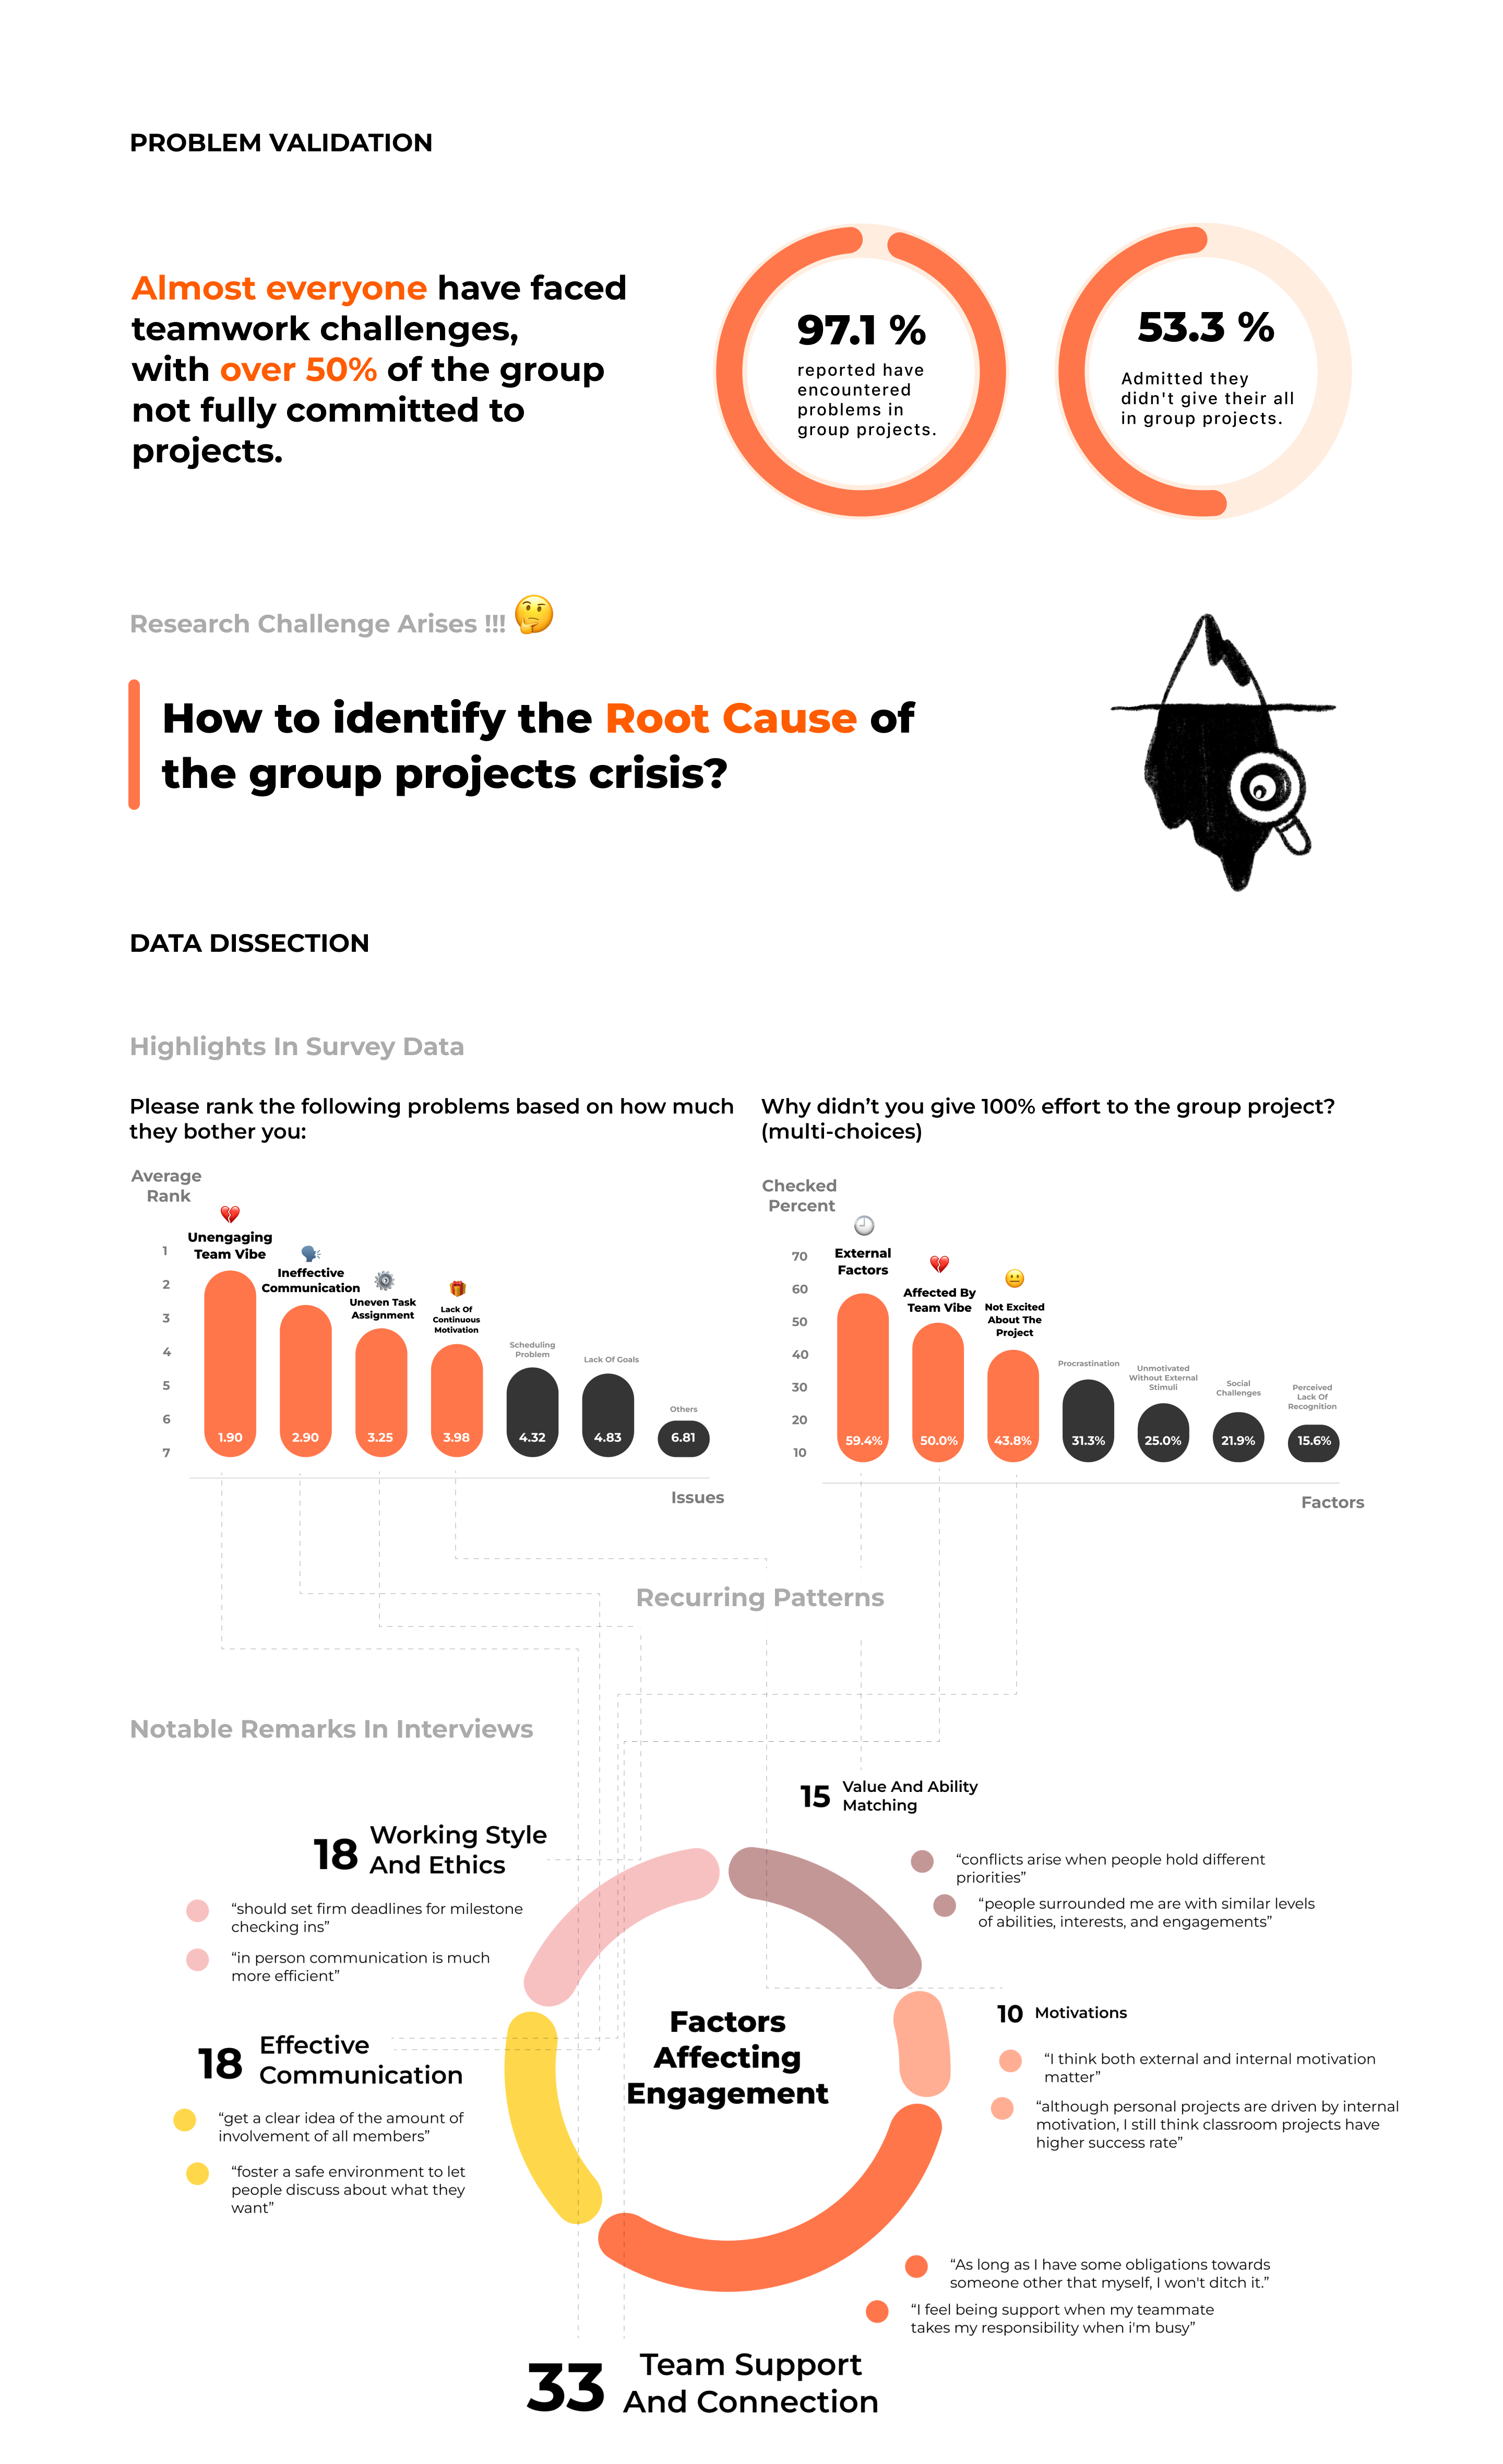 PROBLEM VALIDATION
Almost everyone have faced
teamwork challenges,
with over 50% of the group
not fully committed to
projects.
97.1 %
reported have
encountered
problems in
group projects.
53.3 %
Admitted they
didn't give their all
in group projects.
Research Challenge Arises !!! 🤔
How to identify the Root Cause of
the group projects crisis?
DATA DISSECTION
Highlights In Survey Data
Please rank the following problems based on how much
they bother you:
Average
Rank
1
2
3
4
5
6
7
Unengaging
Team Vibe
Ineffective
Communication
Uneven Task
Assignment
Lack Of
Continuous
Motivation
Scheduling
Problem
Lack Of Goals
Others
1.90
2.90
3.25
3.98
4.32
4.83
6.81
Issues
Why didn’t you give 100% effort to the group project?
(multi-choices)
Checked
Percent
70
60
50
40
30
20
10
External
Factors
Affected By
Team Vibe
Not Excited
About The
Project
Procrastination
Unmotivated
Without External
Stimuli
Social
Challenges
Perceived
Lack Of
Recognition
59.4%
50.0%
43.8%
31.3%
25.0%
21.9%
15.6%
Factors
Recurring Patterns
Notable Remarks In Interviews
15
Value And Ability
Matching
“conflicts arise when people hold different
priorities”
“people surrounded me are with similar levels
of abilities, interests, and engagements”
18
Working Style
And Ethics
“should set firm deadlines for milestone
checking ins”
“in person communication is much
more efficient”
Factors
Affecting
Engagement
10 Motivations
“I think both external and internal motivation
matter”
“although personal projects are driven by internal
motivation, I still think classroom projects have
higher success rate”
18
Effective
Communication
“get a clear idea of the amount of
involvement of all members”
“foster a safe environment to let
people discuss about what they
want”
“As long as I have some obligations towards
someone other that myself, I won't ditch it.”
“I feel being support when my teammate
takes my responsibility when i'm busy”
33
Team Support
And Connection